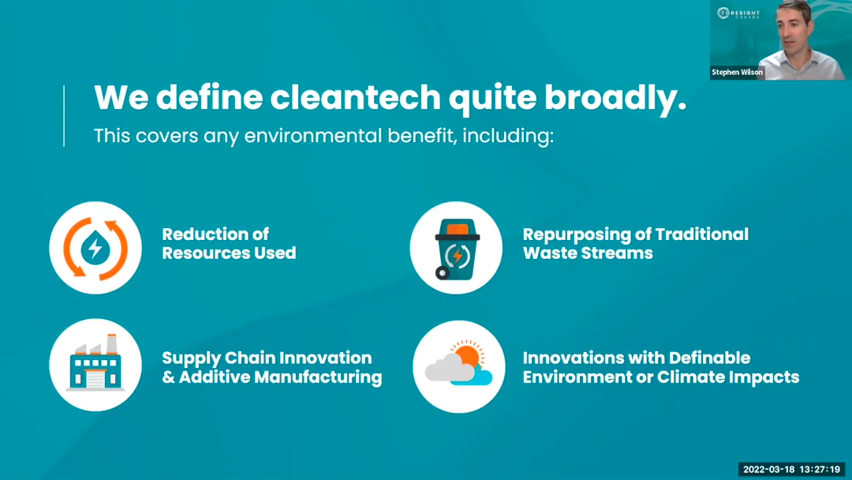 FORESIGHT
CANADA
Stephen Wilson
We define cleantech quite broadly.
This covers any environmental benefit, including:
Reduction of
Resources Used
Repurposing of Traditional
Waste Streams
Supply Chain Innovation
& Additive Manufacturing
Innovations with Definable
Environment or Climate Impacts
2022-03-18 13:27:19